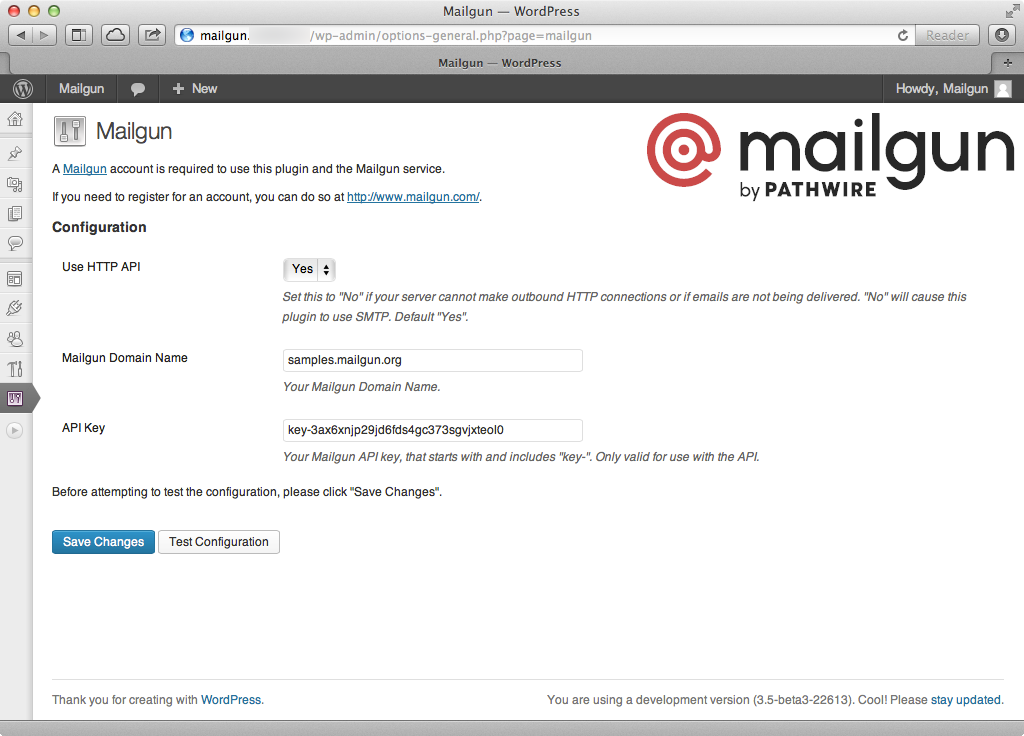 Mailgun — WordPress
mailgun. /wp-admin/options-general.php?page=mailgun
Reader
Mailgun — WordPress
Mailgun
New
Howdy, Mailgun
Mailgun
mailgun
by PATHWIRE
A Mailgun account is required to use this plugin and the Mailgun service.
If you need to register for an account, you can do so at http://www.mailgun.com/.
Configuration
Use HTTP API
Yes
Set this to "No" if your server cannot make outbound HTTP connections or if emails are not being delivered. "No" will cause this
plugin to use SMTP. Default "Yes".
Mailgun Domain Name
samples.mailgun.org
Your Mailgun Domain Name.
API Key
key-3ax6xnjp29jd6fds4gc373sgvjxteol0
Your Mailgun API key, that starts with and includes "key-". Only valid for use with the API.
Before attempting to test the configuration, please click "Save Changes".
Save Changes
Test Configuration
Thank you for creating with WordPress.
You are using a development version (3.5-beta3-22613). Cool! Please stay updated.